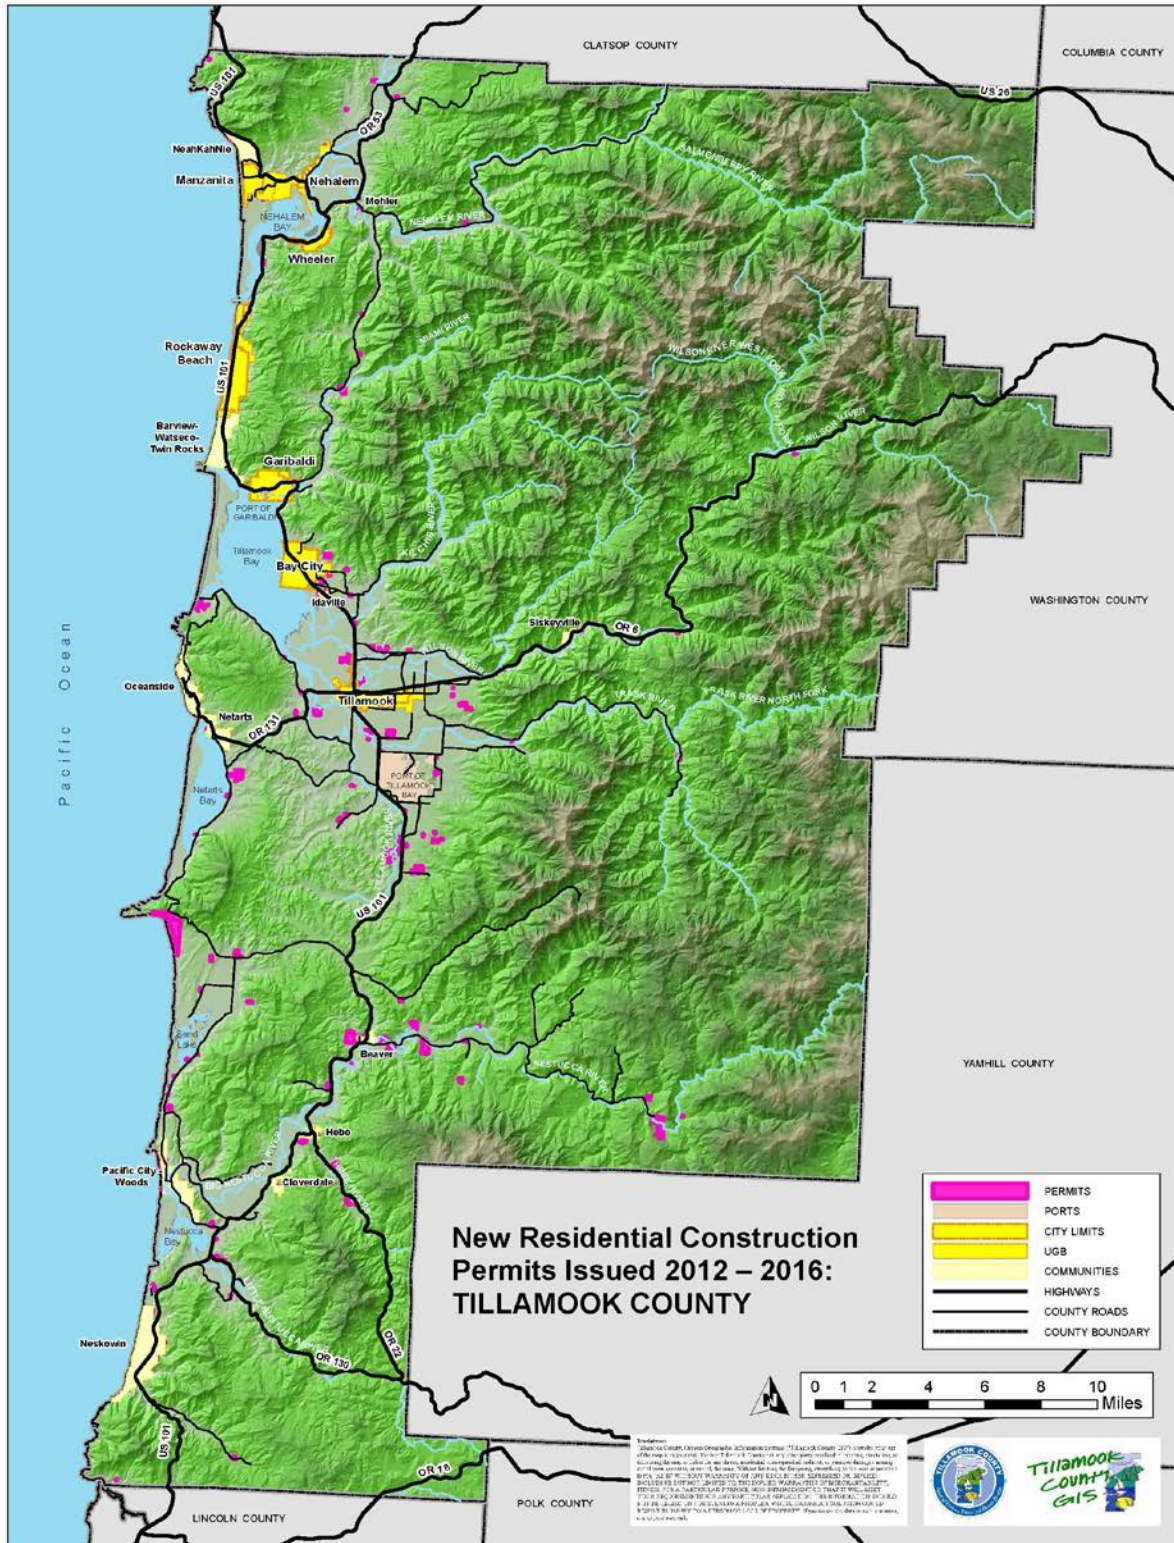 CLATSOP COUNTY
COLUMBIA COUNTY
US 101
US 26
OR 53
NeahKahNie
SALMONBERRY RIVER
Manzanita
Nehalem
Mohler
NEHALEM RIVER
NEHALEM
BAY
Wheeler
MIAMI RIVER
Rockaway
Beach
WILSON RIVER WEST FORK
US 101
WILSON RIVER
Barview-
Watseco-
Twin Rocks
Garibaldi
PORT OF
GARIBALDI
KILCHIS RIVER
Tillamook
Bay
Bay City
Idaville
WASHINGTON COUNTY
Siskeyville
OR 6
Pacific Ocean
Oceanside
Tillamook
TRASK RIVER
TRASK RIVER NORTH FORK
Netarts
OR 131
PORT OF
TILLAMOOK
BAY
Netarts
Bay
US 101
Sand
Lake
Beaver
YAMHILL COUNTY
NESTUCCA RIVER
Hebo
Pacific City
Woods
NESTUCCA RIVER
Cloverdale
Nestucca
Bay
New Residential Construction
Permits Issued 2012 – 2016:
TILLAMOOK COUNTY
PERMITS
PORTS
CITY LIMITS
UGB
COMMUNITIES
HIGHWAYS
COUNTY ROADS
COUNTY BOUNDARY
Neskowin
OR 22
OR 130
N
0 1 2 4 6 8 10
Miles
US 101
OR 18
LINCOLN COUNTY
POLK COUNTY
TILLAMOOK COUNTY
Tillamook
COUNTY
GIS